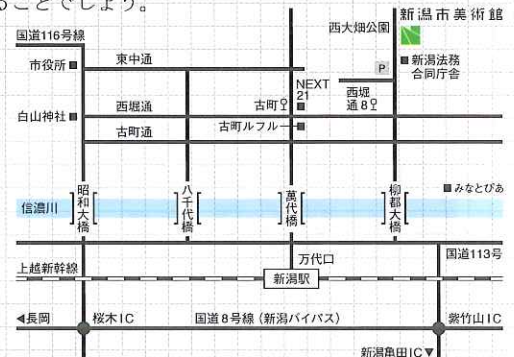 ることでしょう。
新潟市美術館
西大畑公園
国道116号線
市役所
東中通
P
新潟法務
合同庁舎
NEXT
21
西堀
通8
白山神社
西堀通
古町
古町ルフル
古町通
昭和大橋
八千代橋
萬代橋
柳都大橋
みなとぴあ
信濃川
国道113号
万代口
上越新幹線
新潟駅
◀長岡
桜木IC
国道8号線（新潟バイパス）
紫竹山IC
新潟亀田IC▼